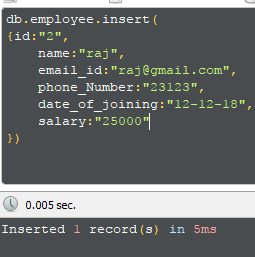 db.employee.insert(
{id:"2",
name:"raj",
email_id:"raj@gmail.com",
phone_Number:"23123",
date_of_joining:"12-12-18",
salary:"25000"
})
0.005 sec.
Inserted 1 record(s) in 5ms